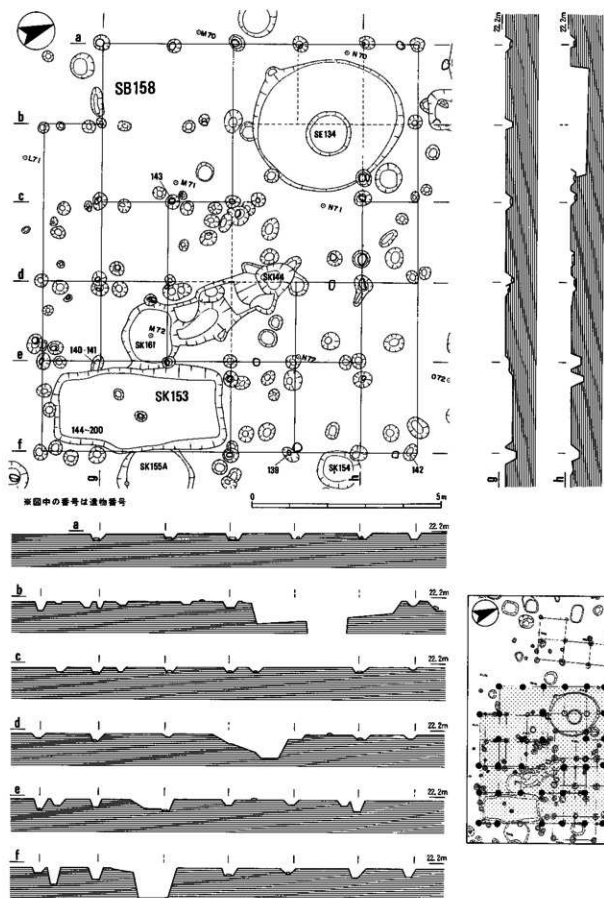 a
M70
N70
22.2m
22.2m
SB158
b
SE134
L71
143
M71
N71
c
d
SK144
M72
SK161
140·141
N72
e
O72
SK153
144~200
f
SK155A
139
SK154
142
g
h
g
h
※図中の番号は遺物番号
0
5m
a
22.2m
b
22.2m
c
22.2m
d
22.2m
e
22.2m
f
22.2m